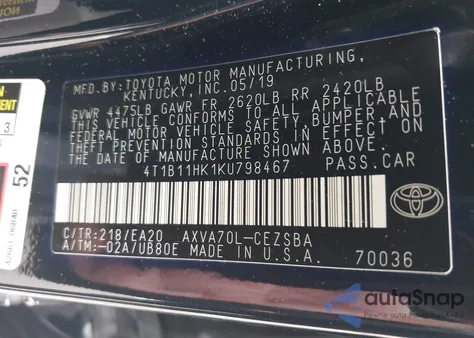 MFD. BY: TOYOTA MOTOR MANUFACTURING,
KENTUCKY, INC. 05/19
GVWR 4475LB GAWR FR 2620LB RR 2420LB
THIS VEHICLE CONFORMS TO ALL APPLICABLE
FEDERAL MOTOR VEHICLE SAFETY, BUMPER, AND
THEFT PREVENTION STANDARDS IN EFFECT ON
THE DATE OF MANUFACTURE SHOWN ABOVE.
4T1B11HK1KU798467 PASS. CAR
C/TR: 218/EA20 AXVA70L-CEZSBA
A/TM: -02A/UB80E MADE IN U.S.A. 70036
TOYOTA
52
3
autoSnap